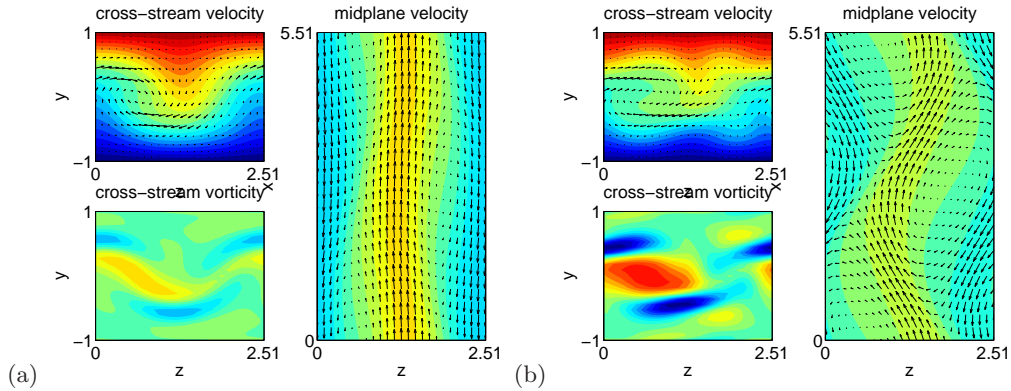 cross−stream velocity
1
y
−1
0
z
2.51
cross−stream vorticity
1
y
−1
0
z
2.51
midplane velocity
5.51
x
0
0
z
2.51
(a)
cross−stream velocity
1
y
−1
0
z
2.51
cross−stream vorticity
1
y
−1
0
z
2.51
midplane velocity
5.51
x
0
0
z
2.51
(b)